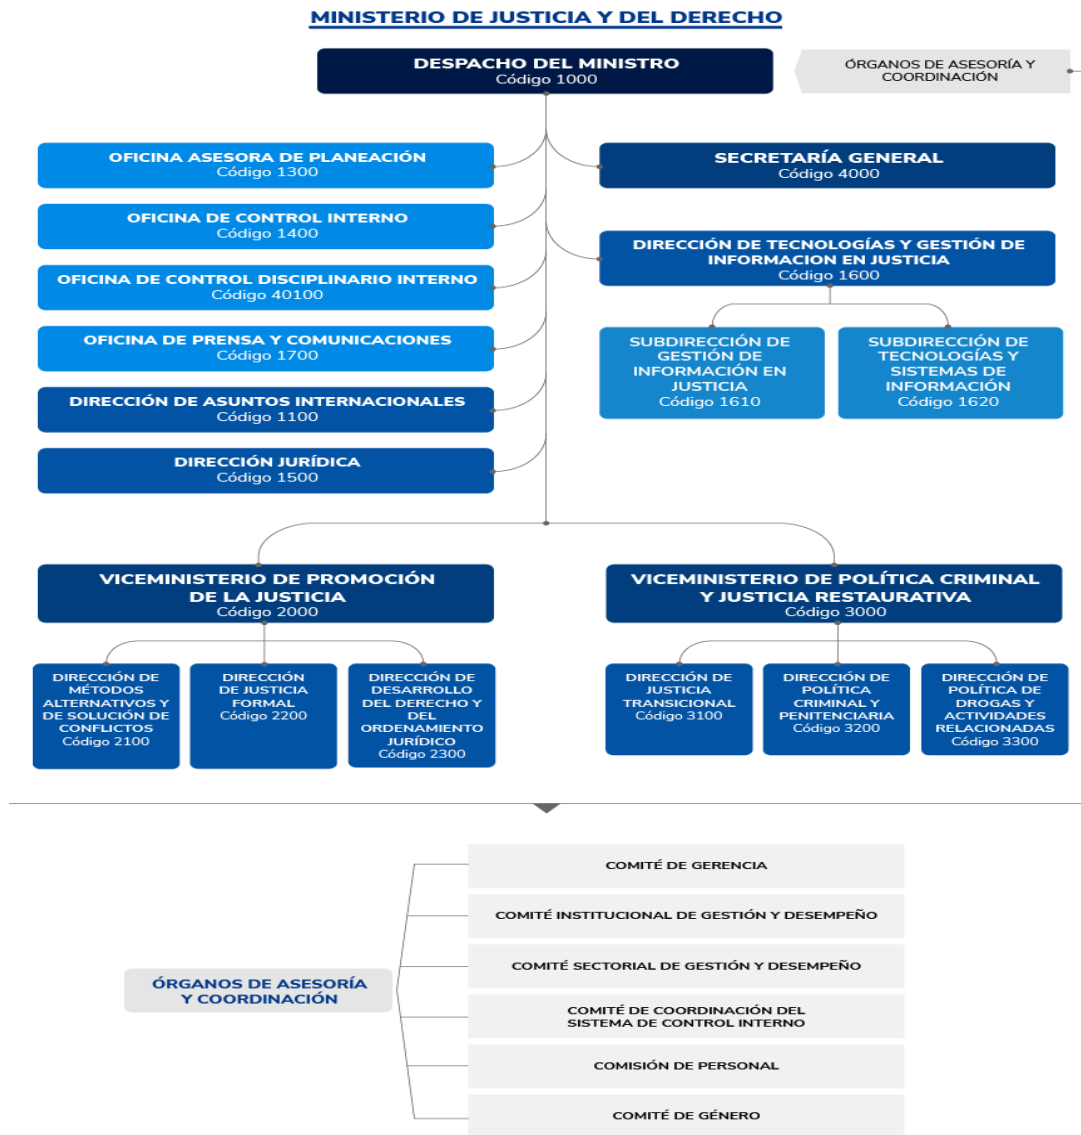 MINISTERIO DE JUSTICIA Y DEL DERECHO
DESPACHO DEL MINISTRO
Código 1000
ÓRGANOS DE ASESORÍA Y
COORDINACIÓN
OFICINA ASESORA DE PLANEACIÓN
Código 1300
SECRETARÍA GENERAL
Código 4000
OFICINA DE CONTROL INTERNO
Código 1400
DIRECCIÓN DE TECNOLOGÍAS Y GESTIÓN DE
INFORMACION EN JUSTICIA
Código 1600
OFICINA DE CONTROL DISCIPLINARIO INTERNO
Código 40100
OFICINA DE PRENSA Y COMUNICACIONES
Código 1700
SUBDIRECCIÓN DE
GESTIÓN DE
INFORMACIÓN EN
JUSTICIA
Código 1610
SUBDIRECCIÓN DE
TECNOLOGÍAS Y
SISTEMAS DE
INFORMACIÓN
Código 1620
DIRECCIÓN DE ASUNTOS INTERNACIONALES
Código 1100
DIRECCIÓN JURÍDICA
Código 1500
VICEMINISTERIO DE PROMOCIÓN
DE LA JUSTICIA
Código 2000
VICEMINISTERIO DE POLÍTICA CRIMINAL
Y JUSTICIA RESTAURATIVA
Código 3000
DIRECCIÓN DE
MÉTODOS
ALTERNATIVOS Y
DE SOLUCIÓN DE
CONFLICTOS
Código 2100
DIRECCIÓN
DE JUSTICIA
FORMAL
Código 2200
DIRECCIÓN DE
DESARROLLO
DEL DERECHO Y
DEL
ORDENAMIENTO
JURÍDICO
Código 2300
DIRECCIÓN DE
JUSTICIA
TRANSICIONAL
Código 3100
DIRECCIÓN DE
POLÍTICA
CRIMINAL Y
PENITENCIARIA
Código 3200
DIRECCIÓN DE
POLÍTICA DE
DROGAS Y
ACTIVIDADES
RELACIONADAS
Código 3300
ÓRGANOS DE ASESORÍA
Y COORDINACIÓN
COMITÉ DE GERENCIA
COMITÉ INSTITUCIONAL DE GESTIÓN Y DESEMPEÑO
COMITÉ SECTORIAL DE GESTIÓN Y DESEMPEÑO
COMITÉ DE COORDINACIÓN DEL
SISTEMA DE CONTROL INTERNO
COMISIÓN DE PERSONAL
COMITÉ DE GÉNERO